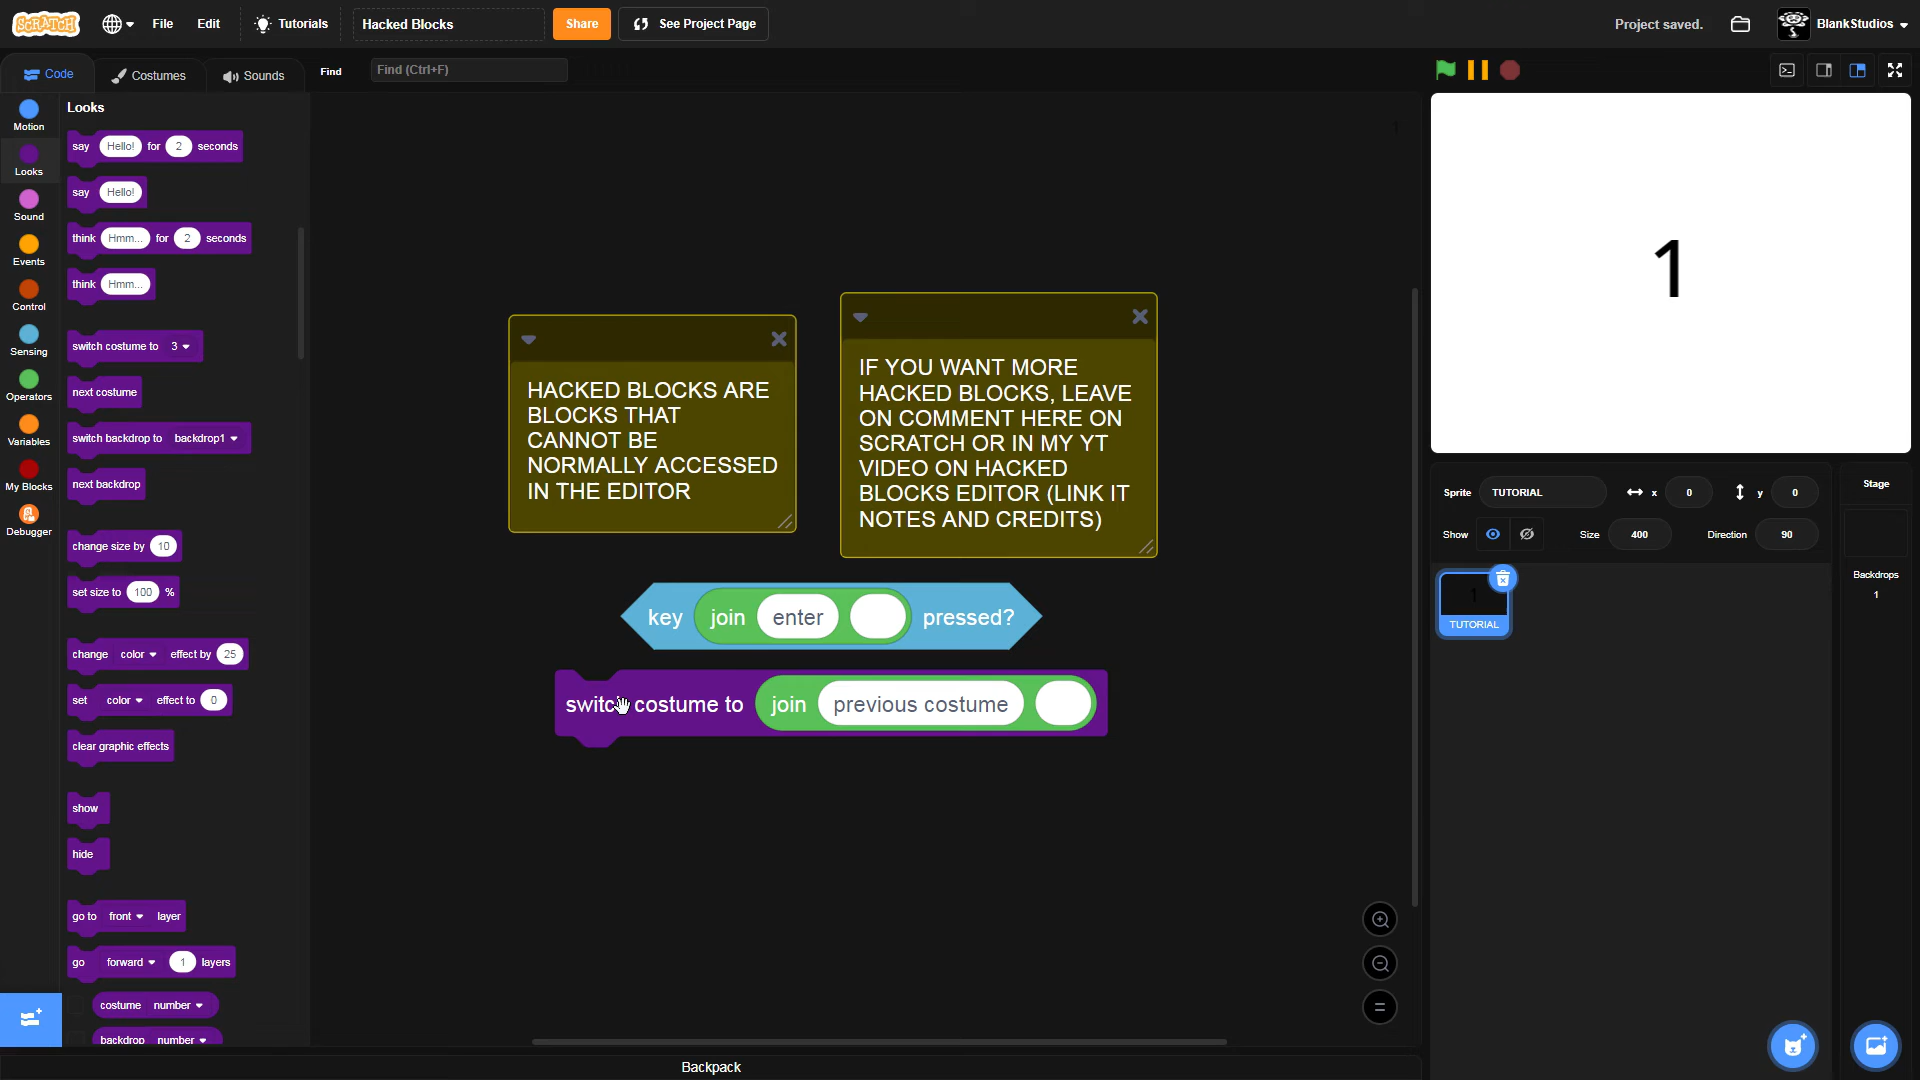 SCRATCH
File
Edit
Tutorials
Hacked Blocks
Share
See Project Page
Project saved.
BlankStudios
Code
Costumes
Sounds
Find
Find (Ctrl+F)
Motion
Looks
Sound
Events
Control
Sensing
Operators
Variables
My Blocks
Debugger
Looks
say Hello! for 2 seconds
say Hello!
think Hmm... for 2 seconds
think Hmm...
switch costume to 3
next costume
switch backdrop to backdrop1
next backdrop
change size by 10
set size to 100 %
change color effect by 25
set color effect to 0
clear graphic effects
show
hide
go to front layer
go forward 1 layers
costume number
backdrop number
HACKED BLOCKS ARE
BLOCKS THAT
CANNOT BE
NORMALLY ACCESSED
IN THE EDITOR
IF YOU WANT MORE
HACKED BLOCKS, LEAVE
ON COMMENT HERE ON
SCRATCH OR IN MY YT
VIDEO ON HACKED
BLOCKS EDITOR (LINK IT
NOTES AND CREDITS)
key join enter pressed?
switch costume to join previous costume
1
1
Sprite TUTORIAL x 0 y 0
Show Size 400 Direction 90
1
TUTORIAL
Stage
Backdrops
1
Backpack